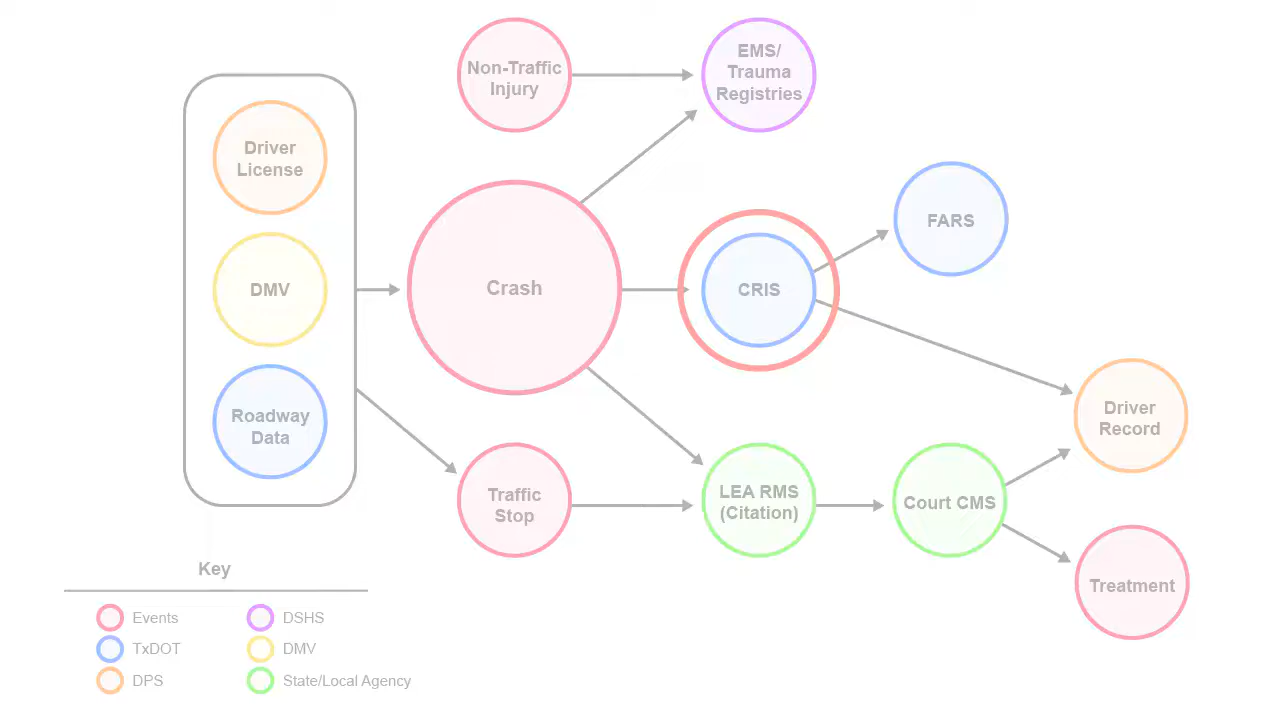 Non-Traffic
Injury
EMS/
Trauma
Registries
Driver
License
FARS
DMV
Crash
CRIS
Roadway
Data
Driver
Record
Traffic
Stop
LEA RMS
(Citation)
Court CMS
Treatment
Key
Events
DSHS
TxDOT
DMV
DPS
State/Local Agency